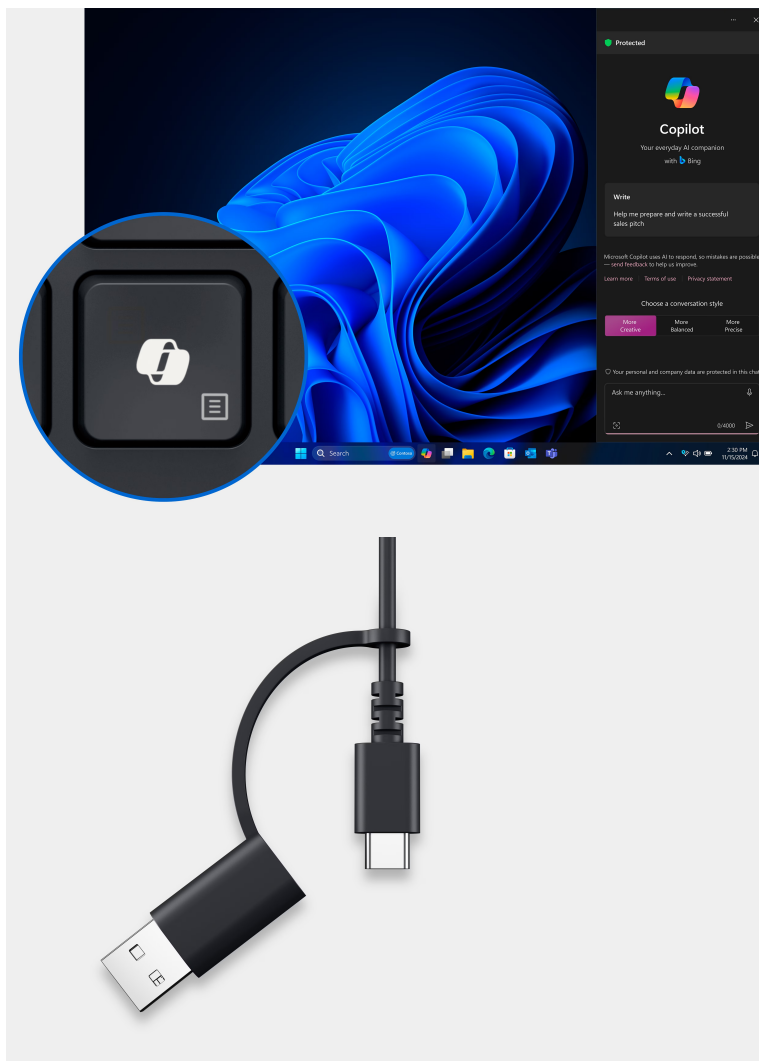 Protected
Copilot
Your everyday AI companion
with Bing
Write
Help me prepare and write a successful
sales pitch
Microsoft Copilot uses AI to respond, so mistakes are possible
— send feedback to help us improve.
Learn more Terms of use Privacy statement
Choose a conversation style
More Creative
More Balanced
More Precise
Your personal and company data are protected in this chat
Ask me anything...
0/4000
Search
Contoso
2:30 PM
11/15/2024